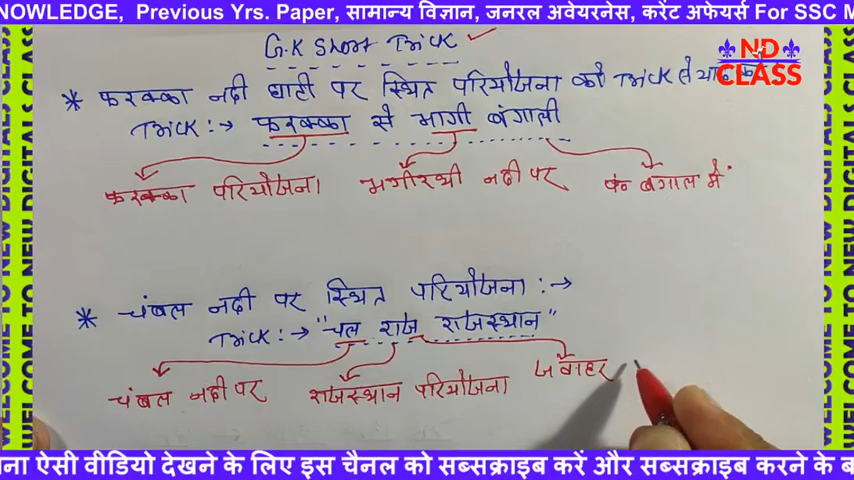 NOWLEDGE, Previous Yrs. Paper, सामान्य विज्ञान, जनरल अवेयरनेस, करेंट अफेयर्स For SSC M
ND
CLASS
G.K Short Trick
* फरक्का नदी घाटी पर स्थित परियोजना को Trick से याद
Trick :→ फरक्का से भागी बंगाली
फरक्का परियोजना भगीरथी नदी पर बंगाल में
* चंबल नदी पर स्थित परियोजना :→
Trick :→ "चल राज राजस्थान"
चंबल नदी पर राजस्थान परियोजना जवाहर
ना ऐसी वीडियो देखने के लिए इस चैनल को सब्सक्राइब करें और सब्सक्राइब करने के ब